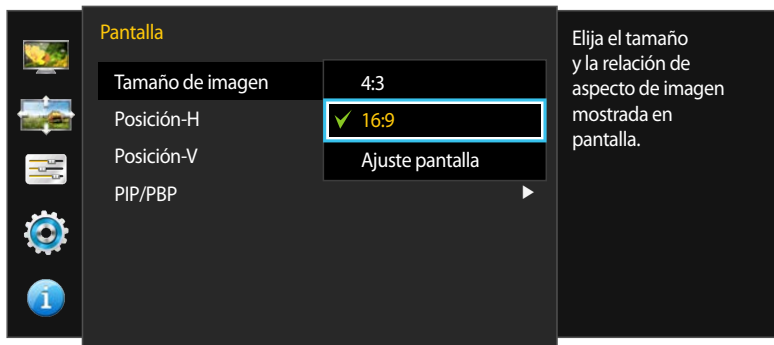 Pantalla
Tamaño de imagen
4:3
Posición-H
16:9
Posición-V
Ajuste pantalla
PIP/PBP
Elija el tamaño
y la relación de
aspecto de imagen
mostrada en
pantalla.